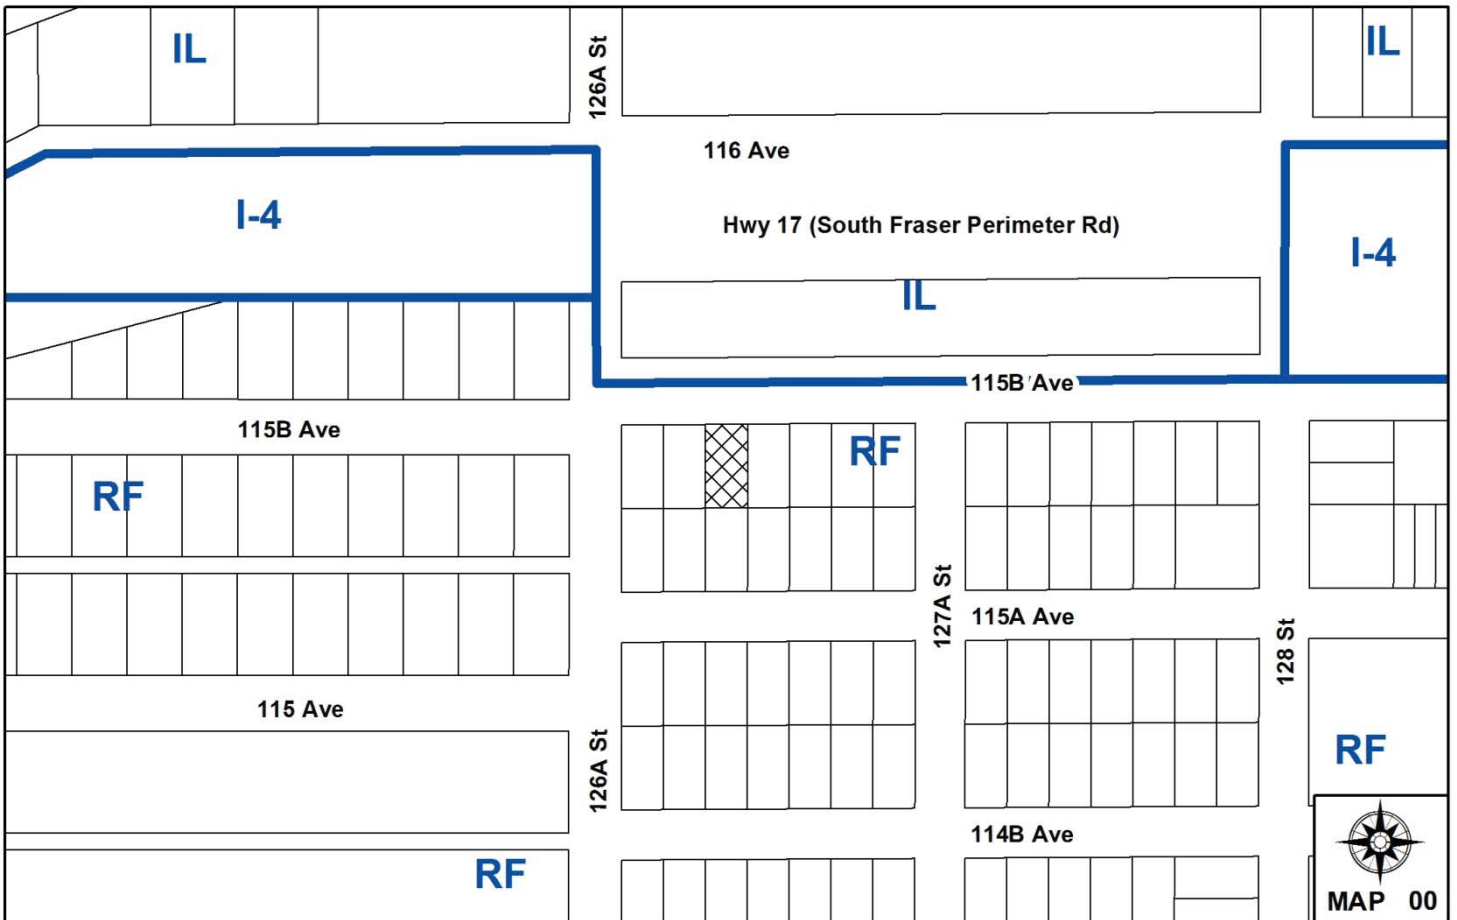 IL
IL
126A St
116 Ave
I-4
Hwy 17 (South Fraser Perimeter Rd)
I-4
IL
115B Ave
115B Ave
RF
RF
127A St
115A Ave
128 St
115 Ave
126A St
RF
114B Ave
RF
MAP 00